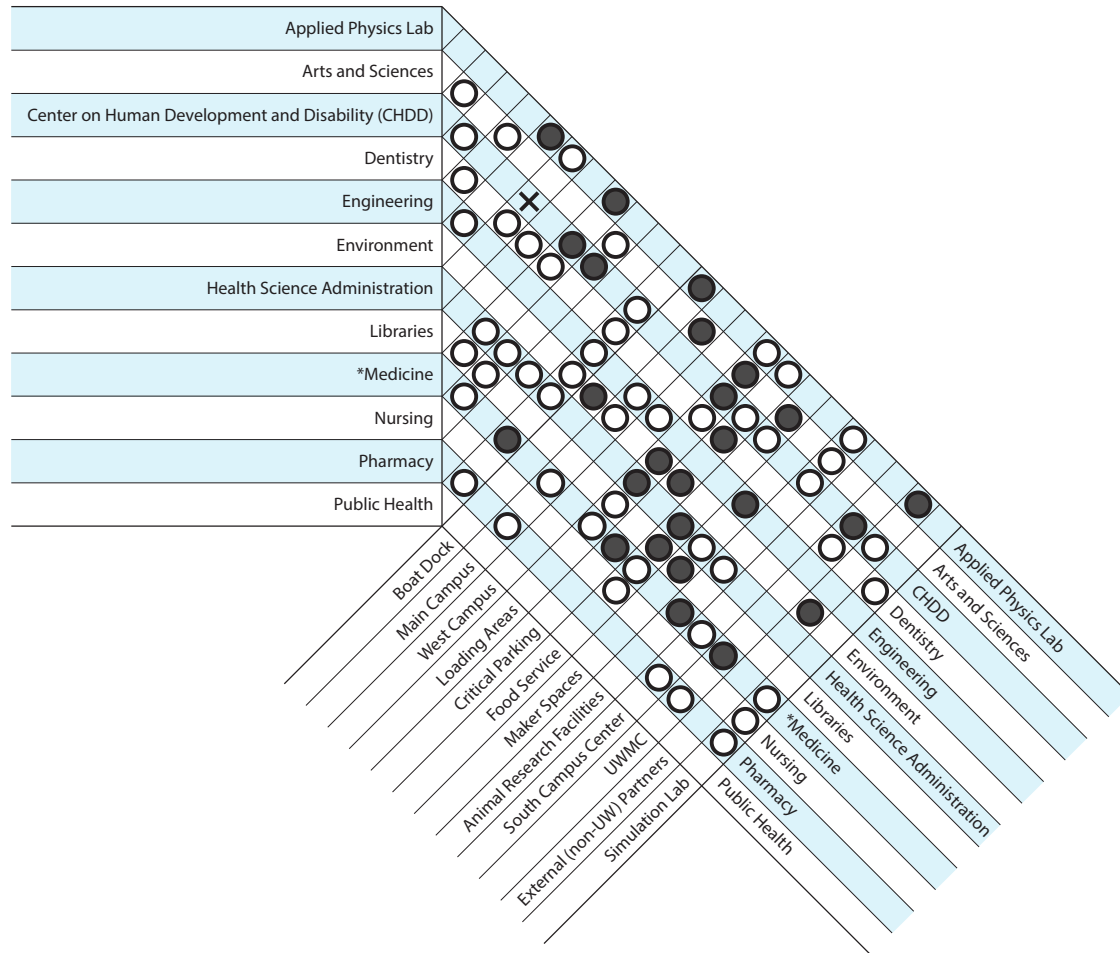 Applied Physics Lab
Arts and Sciences
Center on Human Development and Disability (CHDD)
Dentistry
Engineering
Environment
Health Science Administration
Libraries
*Medicine
Nursing
Pharmacy
Public Health
Boat Dock
Main Campus
West Campus
Loading Areas
Critical Parking
Food Service
Maker Spaces
Animal Research Facilities
South Campus Center
UWMC
External (non-UW) Partners
Simulation Lab
Applied Physics Lab
Arts and Sciences
CHDD
Dentistry
Engineering
Environment
Health Science Administration
Libraries
*Medicine
Nursing
Pharmacy
Public Health